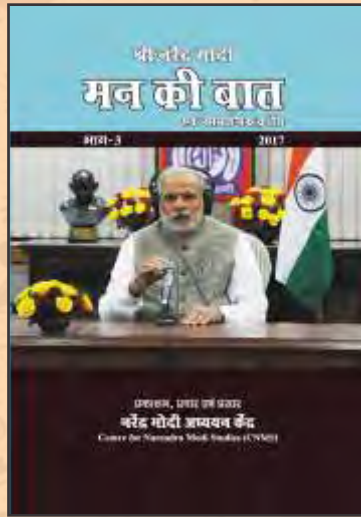 श्री नरेंद्र मोदी
मन की बात
भाग-3 2017
प्रकाशन, प्रचार एवं प्रसार
नरेंद्र मोदी अध्ययन केंद्र
Centre for Narendra Modi Studies (CNMS)